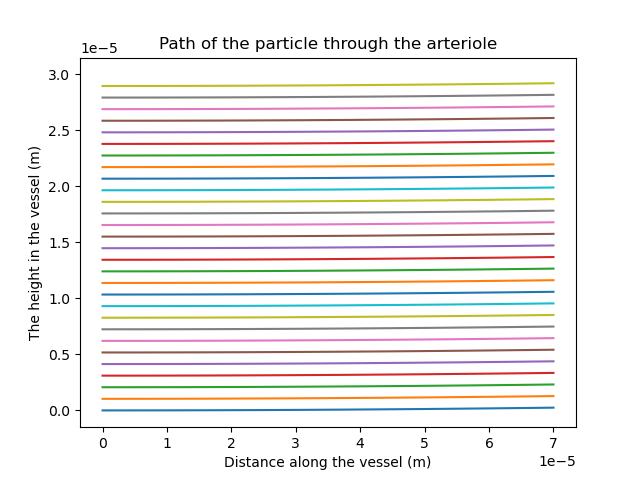 Path of the particle through the arteriole
1e−5
3.0
2.5
2.0
1.5
1.0
0.5
0.0
The height in the vessel (m)
0 1 2 3 4 5 6 7
1e−5
Distance along the vessel (m)